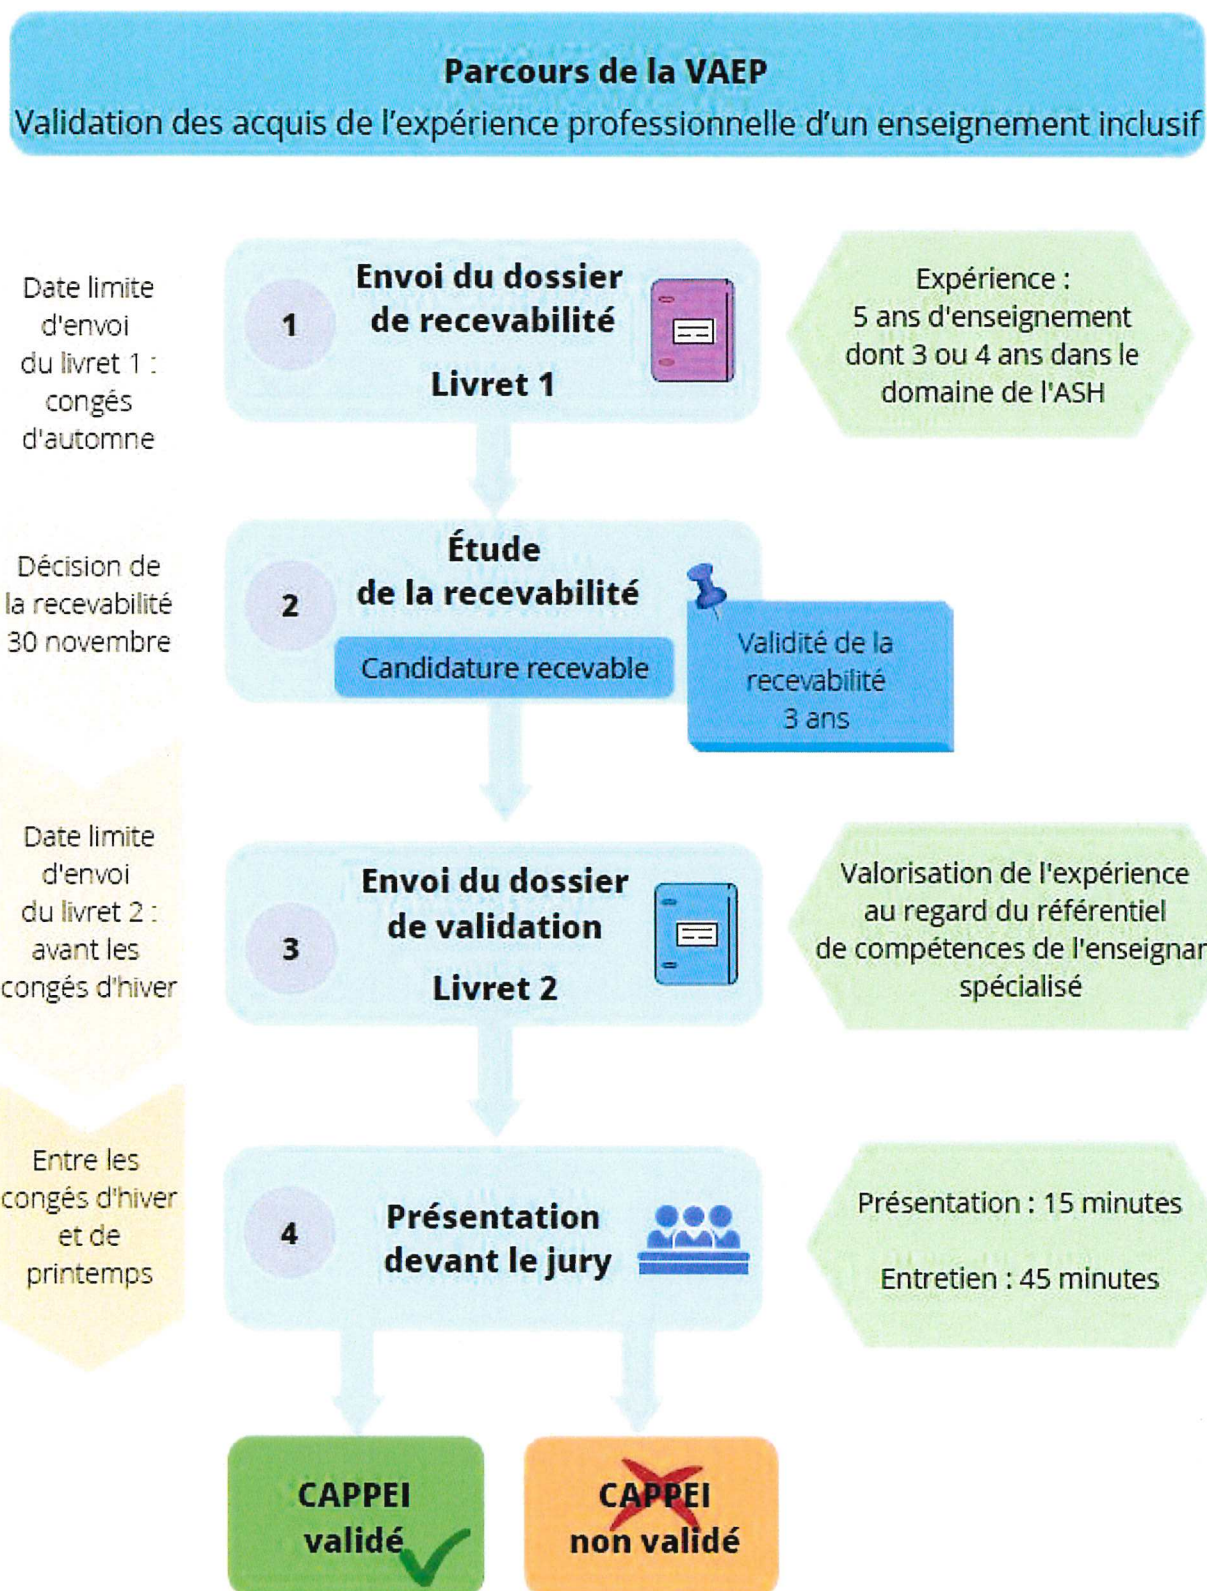 Parcours de la VAEP
Validation des acquis de l'expérience professionnelle d'un enseignement inclusif
Date limite
d'envoi
du livret 1 :
congés
d'automne
1
Envoi du dossier
de recevabilité
Livret 1
Expérience :
5 ans d'enseignement
dont 3 ou 4 ans dans le
domaine de l'ASH
Décision de
la recevabilité
30 novembre
2
Étude
de la recevabilité
Candidature recevable
Validité de la
recevabilité
3 ans
Date limite
d'envoi
du livret 2 :
avant les
congés d'hiver
3
Envoi du dossier
de validation
Livret 2
Valorisation de l'expérience
au regard du référentiel
de compétences de l'enseignan
spécialisé
Entre les
congés d'hiver
et de
printemps
4
Présentation
devant le jury
Présentation : 15 minutes
Entretien : 45 minutes
CAPPEI
validé
CAPPEI
non validé